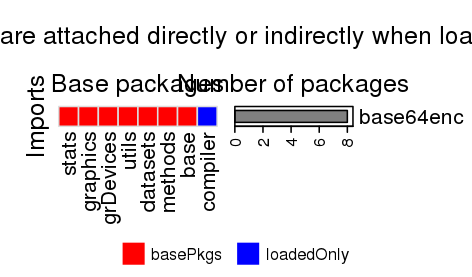 are attached directly or indirectly when loa
Base packages
Number of packages
Imports
base64enc
stats
graphics
grDevices
utils
datasets
methods
base
compiler
0
2
4
6
8
basePkgs
loadedOnly